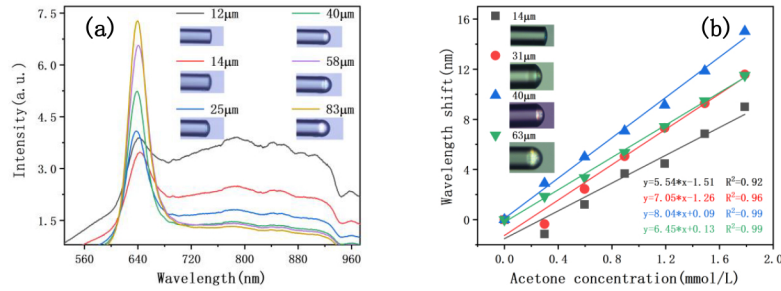 (a)
12μm
14μm
25μm
40μm
58μm
83μm
7.5
6.0
4.5
3.0
1.5
Intensity(a.u.)
560
640
720
800
880
960
Wavelength(nm)
(b)
14μm
31μm
40μm
63μm
16
12
8
4
0
Wavelength shift(nm)
y=5.54*x-1.51 R²=0.92
y=7.05*x-1.26 R²=0.96
y=8.04*x+0.09 R²=0.99
y=6.45*x+0.13 R²=0.99
0.0
0.4
0.8
1.2
1.6
2.0
Acetone concentration(mmol/L)